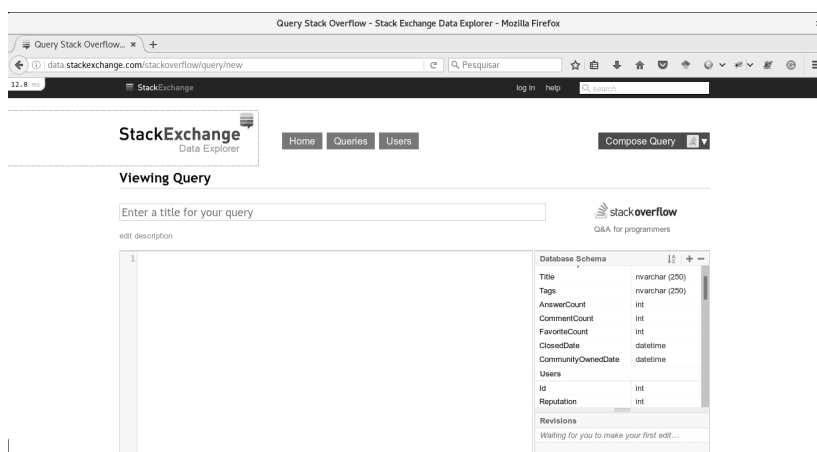 Query Stack Overflow - Stack Exchange Data Explorer - Mozilla Firefox
Query Stack Overflow… × +
data.stackexchange.com/stackoverflow/query/new Pesquisar
12.8 ms
StackExchange log in help search
StackExchange
Data Explorer
Home Queries Users Compose Query
Viewing Query
Enter a title for your query
stackoverflow
Q&A for programmers
edit description
1
Database Schema
Title nvarchar (250)
Tags nvarchar (250)
AnswerCount int
CommentCount int
FavoriteCount int
ClosedDate datetime
CommunityOwnedDate datetime
Users
Id int
Reputation int
Revisions
Waiting for you to make your first edit…